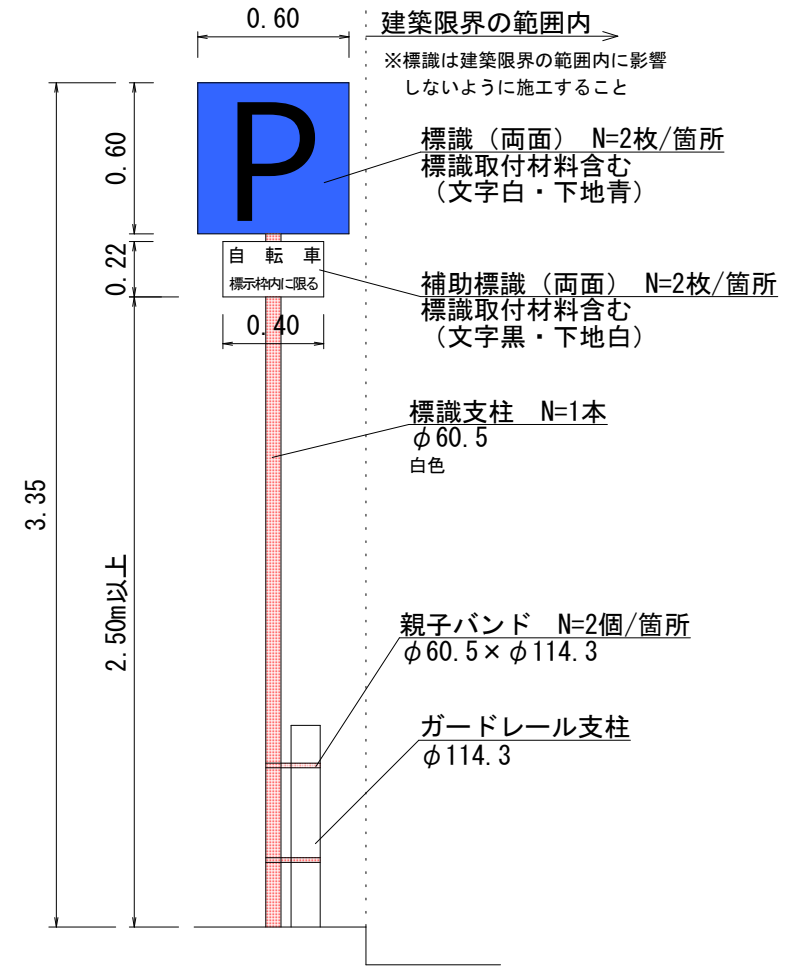 0.60
建築限界の範囲内
※標識は建築限界の範囲内に影響
しないように施工すること
P
0.60
標識（両面） N=2枚/箇所
標識取付材料含む
（文字白・下地青）
0.22
自 転 車
標示枠内に限る
補助標識（両面） N=2枚/箇所
標識取付材料含む
（文字黒・下地白）
0.40
標識支柱 N=1本
φ60.5
白色
3.35
2.50m以上
親子バンド N=2個/箇所
φ60.5×φ114.3
ガードレール支柱
φ114.3